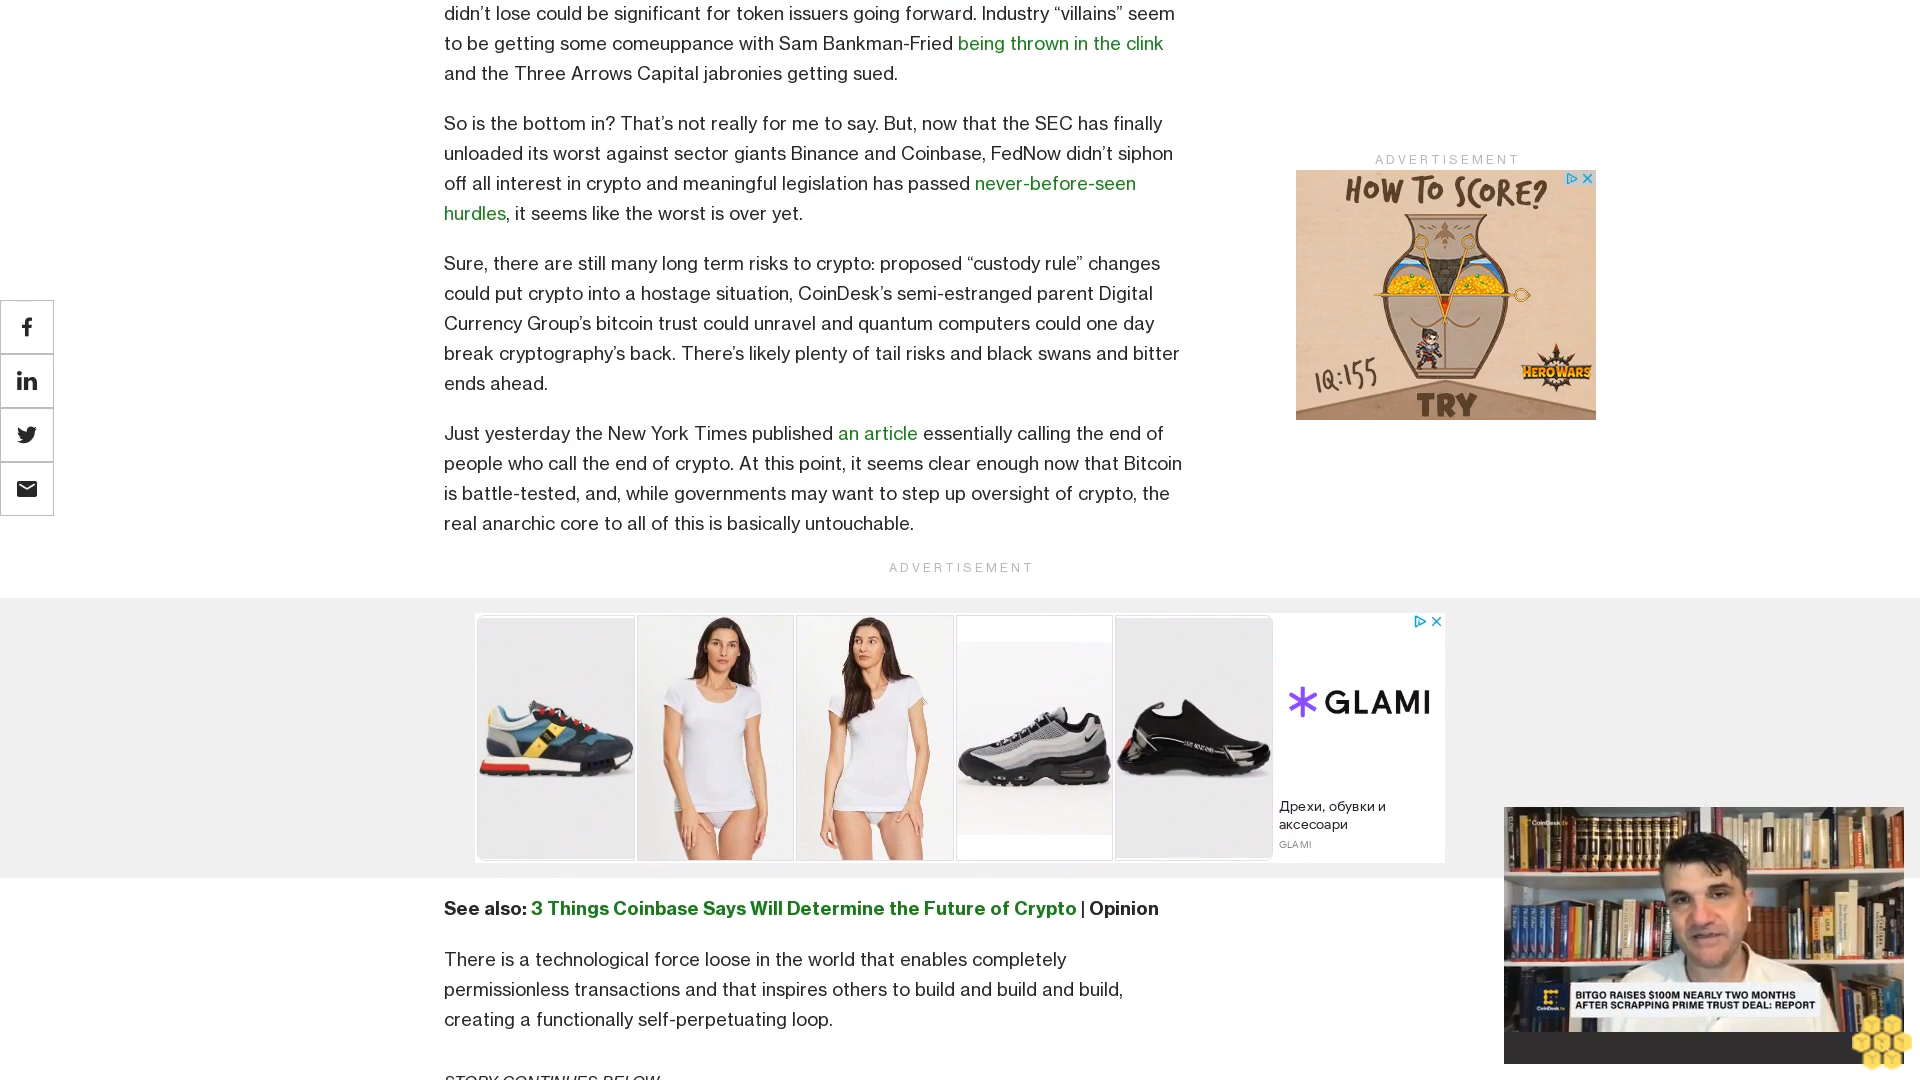 didn’t lose could be significant for token issuers going forward. Industry “villains” seem
to be getting some comeuppance with Sam Bankman-Fried being thrown in the clink
and the Three Arrows Capital jabronies getting sued.
So is the bottom in? That’s not really for me to say. But, now that the SEC has finally
unloaded its worst against sector giants Binance and Coinbase, FedNow didn’t siphon
off all interest in crypto and meaningful legislation has passed never-before-seen
hurdles, it seems like the worst is over yet.
Sure, there are still many long term risks to crypto: proposed “custody rule” changes
could put crypto into a hostage situation, CoinDesk’s semi-estranged parent Digital
Currency Group’s bitcoin trust could unravel and quantum computers could one day
break cryptography’s back. There’s likely plenty of tail risks and black swans and bitter
ends ahead.
Just yesterday the New York Times published an article essentially calling the end of
people who call the end of crypto. At this point, it seems clear enough now that Bitcoin
is battle-tested, and, while governments may want to step up oversight of crypto, the
real anarchic core to all of this is basically untouchable.
ADVERTISEMENT
HOW TO SCORE?
IQ:155
HERO WARS
TRY
ADVERTISEMENT
GLAMI
Дрехи, обувки и
аксесоари
GLAMI
See also: 3 Things Coinbase Says Will Determine the Future of Crypto | Opinion
There is a technological force loose in the world that enables completely
permissionless transactions and that inspires others to build and build and build,
creating a functionally self-perpetuating loop.
STORY CONTINUES BELOW
CoinDesk.tv
BITGO RAISES $100M NEARLY TWO MONTHS
AFTER SCRAPPING PRIME TRUST DEAL: REPORT
CoinDesk.tv